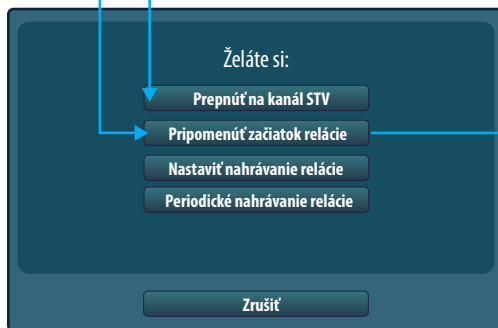 Želáte si:
Prepnúť na kanál STV
Pripomenúť začiatok relácie
Nastaviť nahrávanie relácie
Periodické nahrávanie relácie
Zrušiť